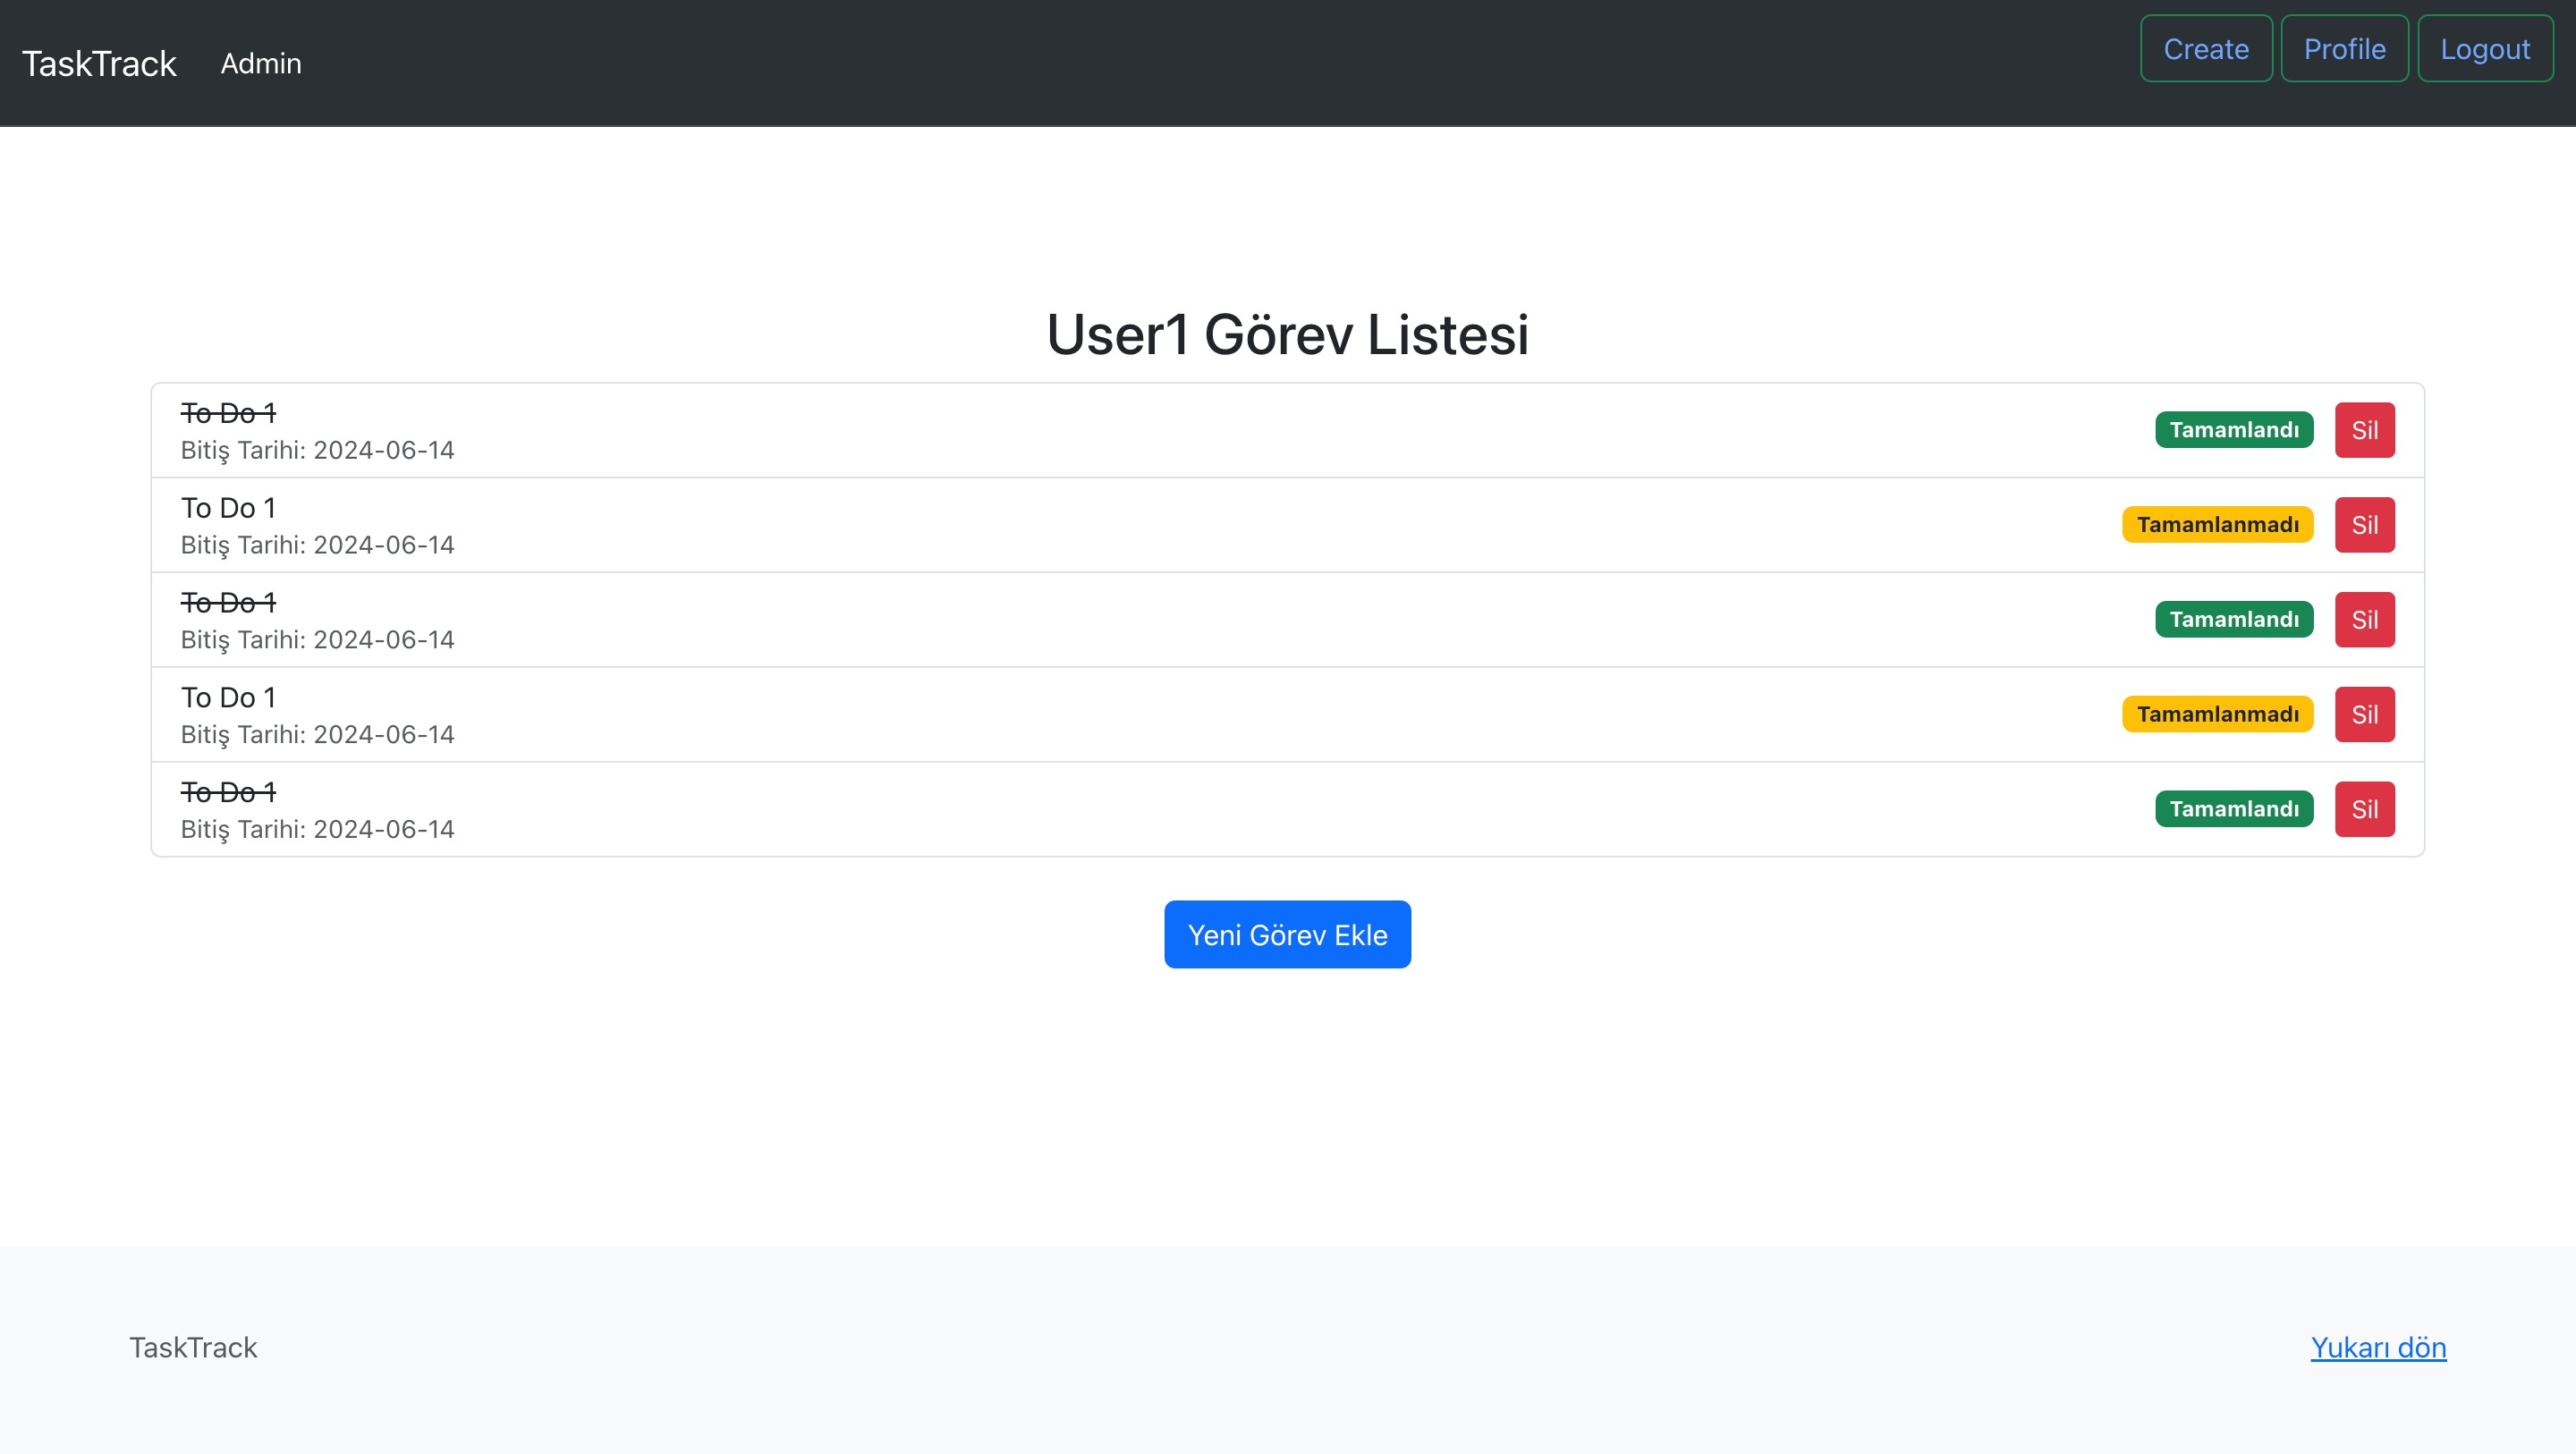 TaskTrack Admin Create Profile Logout
User1 Görev Listesi
To Do 1
Bitiş Tarihi: 2024-06-14
Tamamlandı Sil
To Do 1
Bitiş Tarihi: 2024-06-14
Tamamlanmadı Sil
To Do 1
Bitiş Tarihi: 2024-06-14
Tamamlandı Sil
To Do 1
Bitiş Tarihi: 2024-06-14
Tamamlanmadı Sil
To Do 1
Bitiş Tarihi: 2024-06-14
Tamamlandı Sil
Yeni Görev Ekle
TaskTrack Yukarı dön